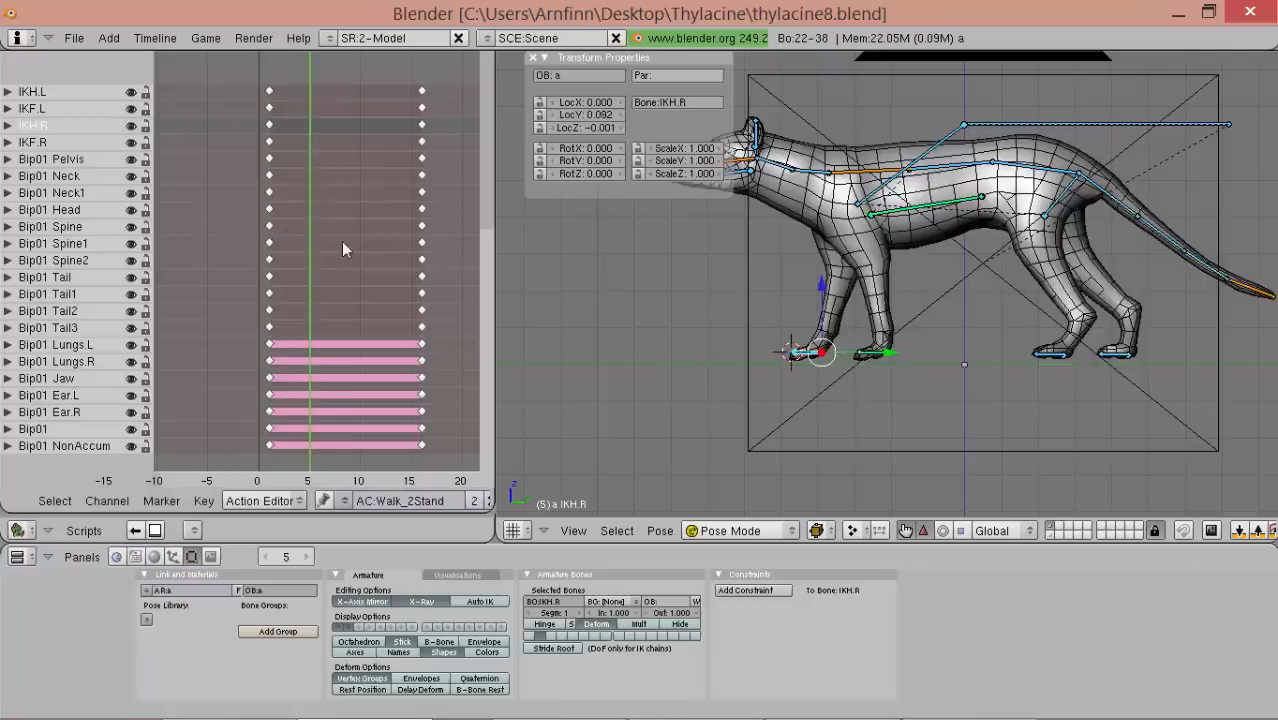 Blender [C:\Users\Arnfinn\Desktop\Thylacine\thylacine8.blend]
File Add Timeline Game Render Help SR:2-Model SCE:Scene www.blender.org 249.2 Bo:22-38 | Mem:22.05M (0.09M) a
IKH.L
IKF.L
IKH.R
IKF.R
Bip01 Pelvis
Bip01 Neck
Bip01 Neck1
Bip01 Head
Bip01 Spine
Bip01 Spine1
Bip01 Spine2
Bip01 Tail
Bip01 Tail1
Bip01 Tail2
Bip01 Tail3
Bip01 Lungs.L
Bip01 Lungs.R
Bip01 Jaw
Bip01 Ear.L
Bip01 Ear.R
Bip01
Bip01 NonAccum
-15 -10 -5 0 5 10 15 20
Select Channel Marker Key Action Editor AC:Walk_2Stand 2
Scripts
Transform Properties
OB: a Par:
LocX: 0.000 Bone:IKH.R
LocY: 0.092
LocZ: -0.001
RotX: 0.000 ScaleX: 1.000
RotY: 0.000 ScaleY: 1.000
RotZ: 0.000 ScaleZ: 1.000
z
(5) a IKH.R
View Select Pose Pose Mode Global
Panels 5
Link and Materials
AR:a F OB:a
Pose Library: Bone Groups:
Add Group
Armature Visualisations
Editing Options
X-Axis Mirror X-Ray Auto IK
Display Options
Octahedron Stick B-Bone Envelope
Axes Names Shapes Colors
Deform Options
Vertex Groups Envelopes Quaternion
Rest Position Delay Deform B-Bone Rest
Armature Bones
Selected Bones
BO:IKH.R BG: [None] OB: W
Segm: 1 In: 1.000 Out: 1.000
Hinge S Deform Mult Hide
Stride Root (DoF only for IK chains)
Constraints
Add Constraint To Bone: IKH.R